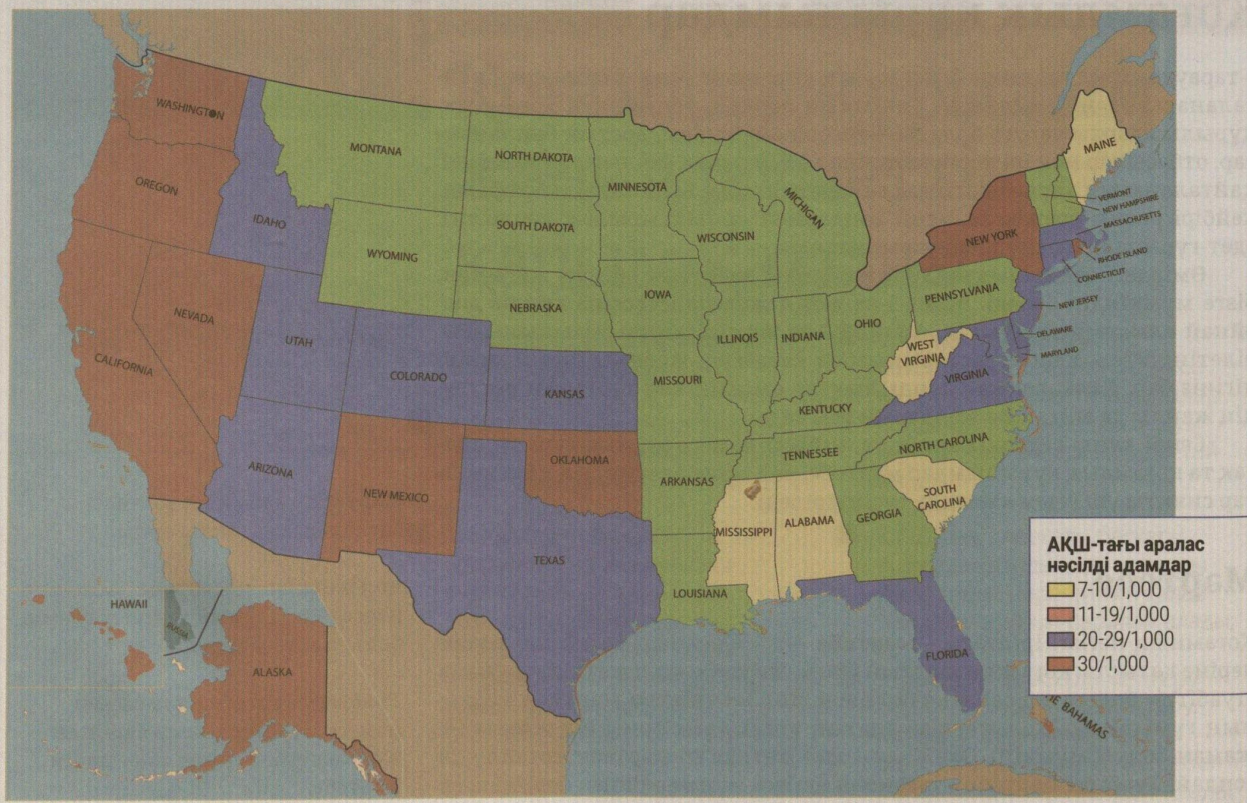 WASHINGTON
MONTANA
NORTH DAKOTA
MINNESOTA
MICHIGAN
MAINE
VERMONT
NEW HAMPSHIRE
MASSACHUSETTS
OREGON
IDAHO
SOUTH DAKOTA
WISCONSIN
NEW YORK
RHODE ISLAND
CONNECTICUT
WYOMING
IOWA
PENNSYLVANIA
NEW JERSEY
NEVADA
NEBRASKA
OHIO
DELAWARE
UTAH
ILLINOIS
INDIANA
WEST
VIRGINIA
MARYLAND
CALIFORNIA
COLORADO
KANSAS
MISSOURI
VIRGINIA
KENTUCKY
ARIZONA
NEW MEXICO
OKLAHOMA
ARKANSAS
TENNESSEE
NORTH CAROLINA
SOUTH
CAROLINA
TEXAS
MISSISSIPPI
ALABAMA
GEORGIA
LOUISIANA
FLORIDA
HAWAII
RUSSIA
ALASKA
АҚШ-тағы аралас
нәсілді адамдар
7-10/1,000
11-19/1,000
20-29/1,000
30/1,000
THE BAHAMAS